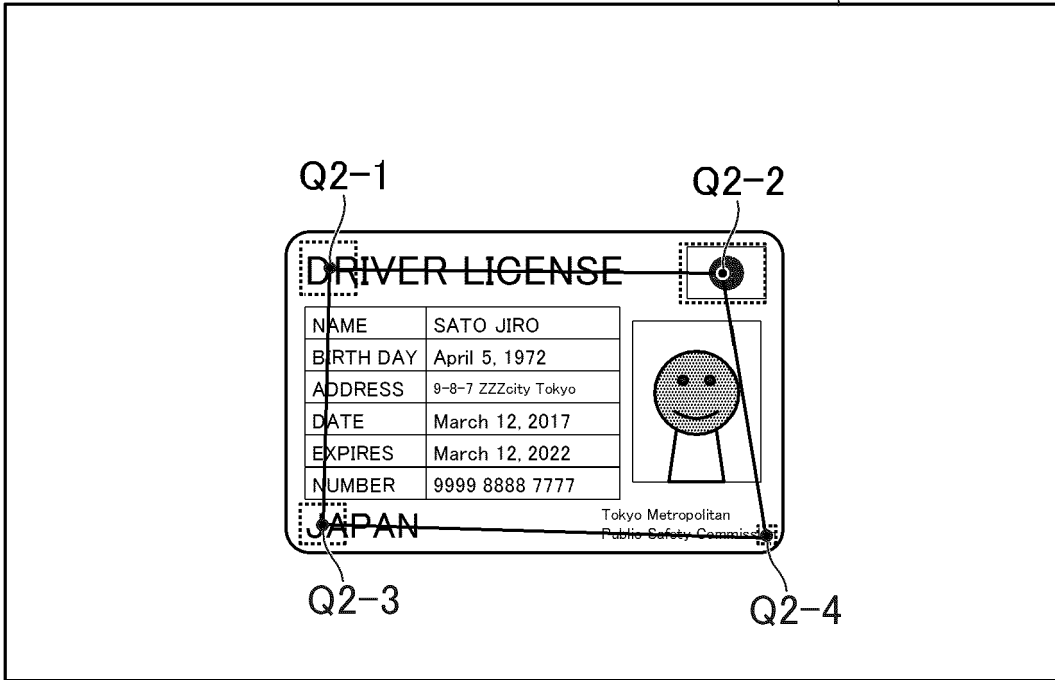 Q2-1
Q2-2
DRIVER LICENSE
NAME SATO JIRO
BIRTH DAY April 5, 1972
ADDRESS 9-8-7 ZZZcity Tokyo
DATE March 12, 2017
EXPIRES March 12, 2022
NUMBER 9999 8888 7777
JAPAN
Tokyo Metropolitan
Public Safety Commission
Q2-3
Q2-4